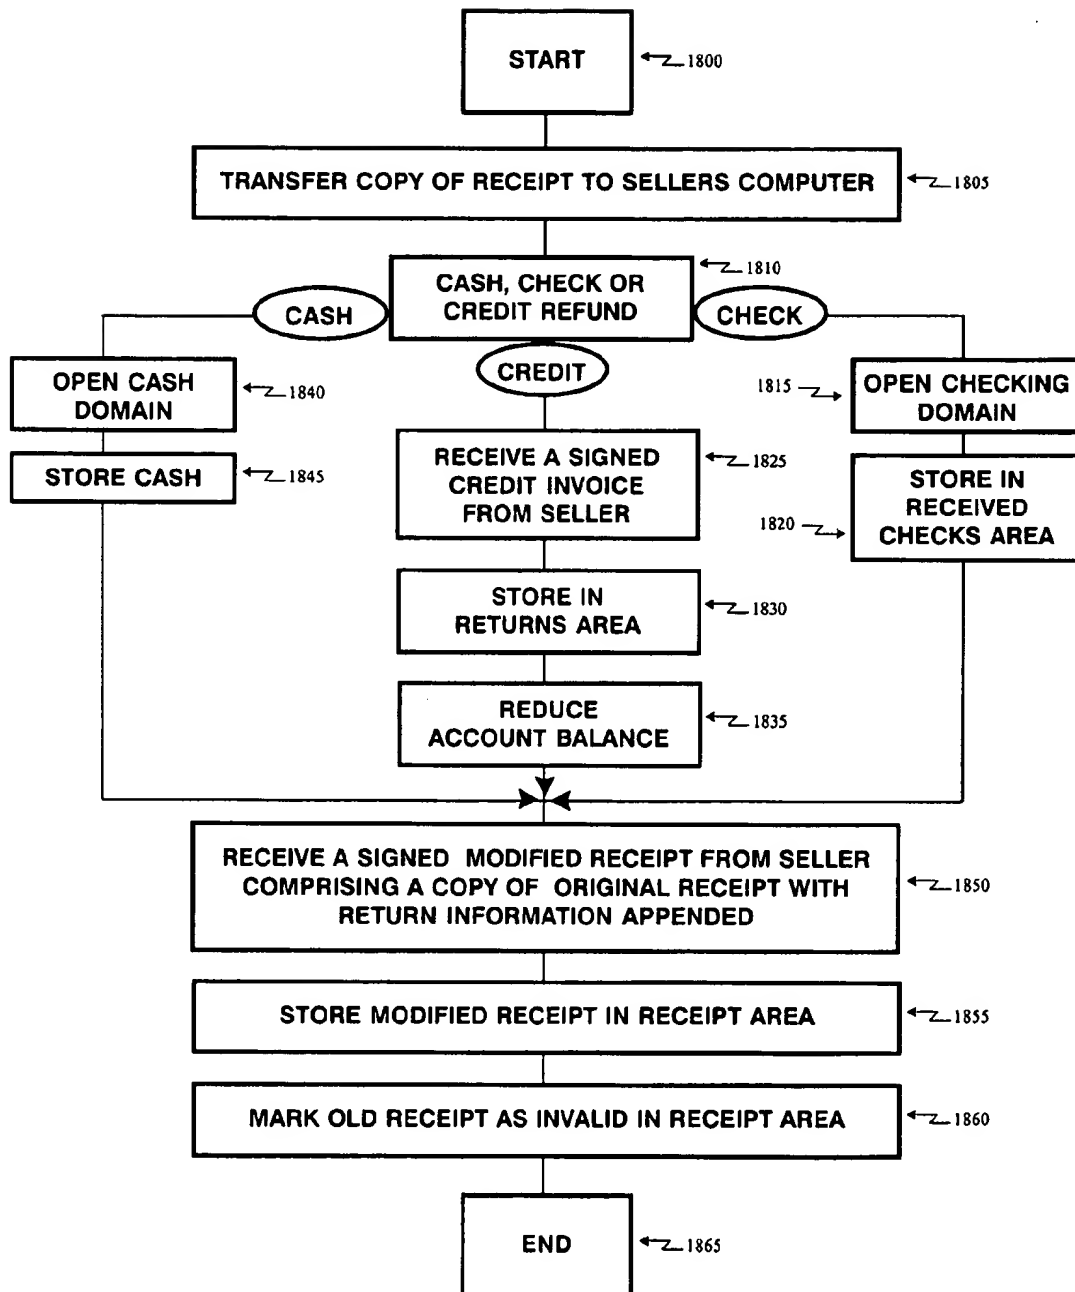 START
1800
TRANSFER COPY OF RECEIPT TO SELLERS COMPUTER
1805
CASH, CHECK OR
CREDIT REFUND
1810
CASH
CREDIT
CHECK
OPEN CASH
DOMAIN
1840
STORE CASH
1845
RECEIVE A SIGNED
CREDIT INVOICE
FROM SELLER
1825
STORE IN
RETURNS AREA
1830
REDUCE
ACCOUNT BALANCE
1835
1815
OPEN CHECKING
DOMAIN
1820
STORE IN
RECEIVED
CHECKS AREA
RECEIVE A SIGNED MODIFIED RECEIPT FROM SELLER
COMPRISING A COPY OF ORIGINAL RECEIPT WITH
RETURN INFORMATION APPENDED
1850
STORE MODIFIED RECEIPT IN RECEIPT AREA
1855
MARK OLD RECEIPT AS INVALID IN RECEIPT AREA
1860
END
1865